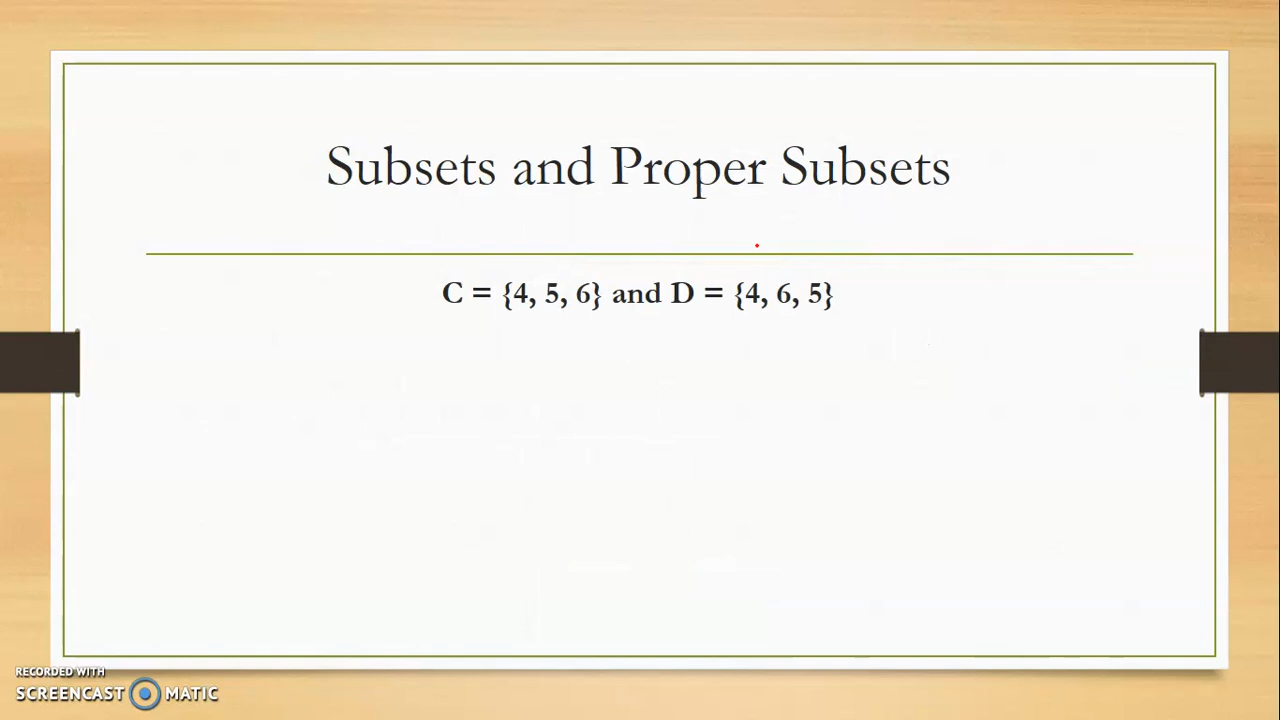 Subsets and Proper Subsets
C = {4, 5, 6} and D = {4, 6, 5}
RECORDED WITH
SCREENCAST MATIC